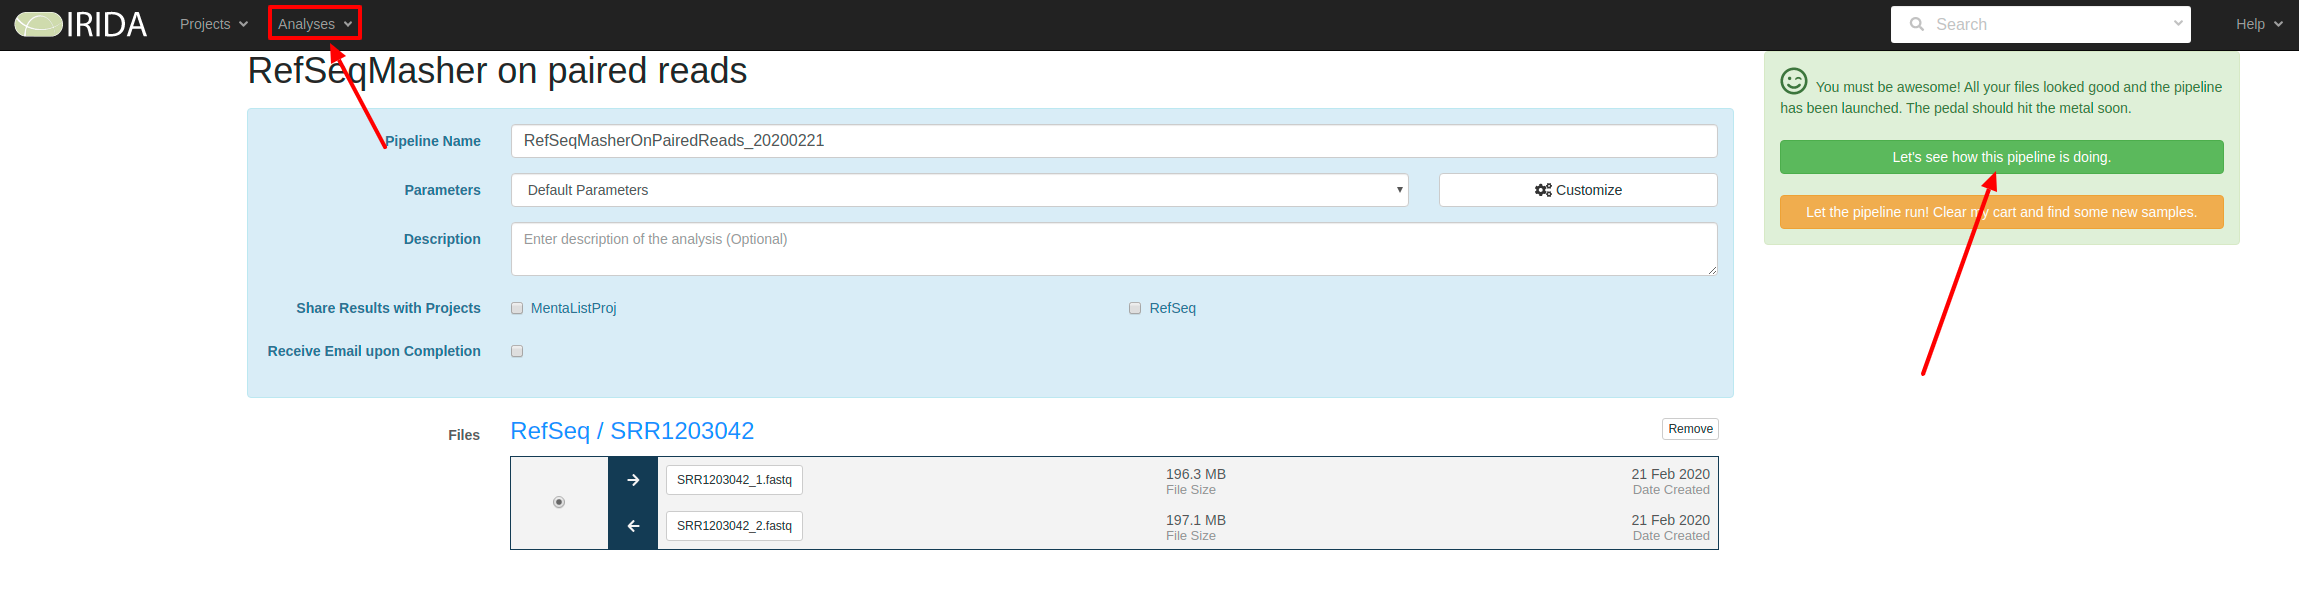 IRIDA Projects Analyses Search Help
RefSeqMasher on paired reads
Pipeline Name RefSeqMasherOnPairedReads_20200221
Parameters Default Parameters Customize
Description Enter description of the analysis (Optional)
Share Results with Projects MentaListProj RefSeq
Receive Email upon Completion
You must be awesome! All your files looked good and the pipeline
has been launched. The pedal should hit the metal soon.
Let's see how this pipeline is doing.
Let the pipeline run! Clear my cart and find some new samples.
Files RefSeq / SRR1203042 Remove
SRR1203042_1.fastq 196.3 MB 21 Feb 2020
File Size Date Created
SRR1203042_2.fastq 197.1 MB 21 Feb 2020
File Size Date Created